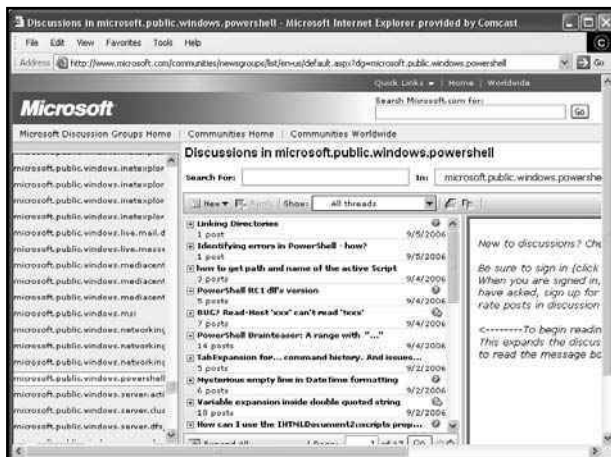 Discussions in microsoft.public.windows.powershell - Microsoft Internet Explorer provided by Comcast
File Edit View Favorites Tools Help
Address http://www.microsoft.com/communities/newsgroups/list/en-us/default.aspx?dg=microsoft.public.windows.powershell Go
Quick Links Home | Worldwide
Microsoft
Search Microsoft.com for:
Go
Microsoft Discussion Groups Home | Communities Home | Communities Worldwide
Discussions in microsoft.public.windows.powershell
Search For: In: microsoft.public.windows.powershe
New Show: All threads
microsoft.public.windows.inetexplor
microsoft.public.windows.inetexplor
microsoft.public.windows.inetexplor
microsoft.public.windows.live.mail.d
microsoft.public.windows.live.messe
microsoft.public.windows.mediacent
microsoft.public.windows.mediacent
microsoft.public.windows.mediacent
microsoft.public.windows.msi
microsoft.public.windows.networking
microsoft.public.windows.networking
microsoft.public.windows.networking
microsoft.public.windows.powershell
microsoft.public.windows.server.acti
microsoft.public.windows.server.clus
microsoft.public.windows.server.dfs
Linking Directories
1 post 9/5/2006
Identifying errors in PowerShell - how?
1 post 9/5/2006
how to get path and name of the active Script
3 posts 9/4/2006
PowerShell RC1 dll's version
5 posts 9/4/2006
BUG? Read-Host 'xxx' can't read 'txxx'
7 posts 9/4/2006
PowerShell Brainteaser: A range with "..."
14 posts 9/4/2006
TabExpansion for... command history. And issues...
5 posts 9/2/2006
Mysterious empty line in DateTime formatting
6 posts 9/2/2006
Variable expansion inside double quoted string
10 posts 9/2/2006
How can I use the IHTMLDocument2::scripts prop...
Expand All Page: 1 of Go
New to discussions? Che
Be sure to sign in (click
When you are signed in,
have asked, sign up for
rate posts in discussion
<--------To begin readin
This expands the discus
to read the message bo